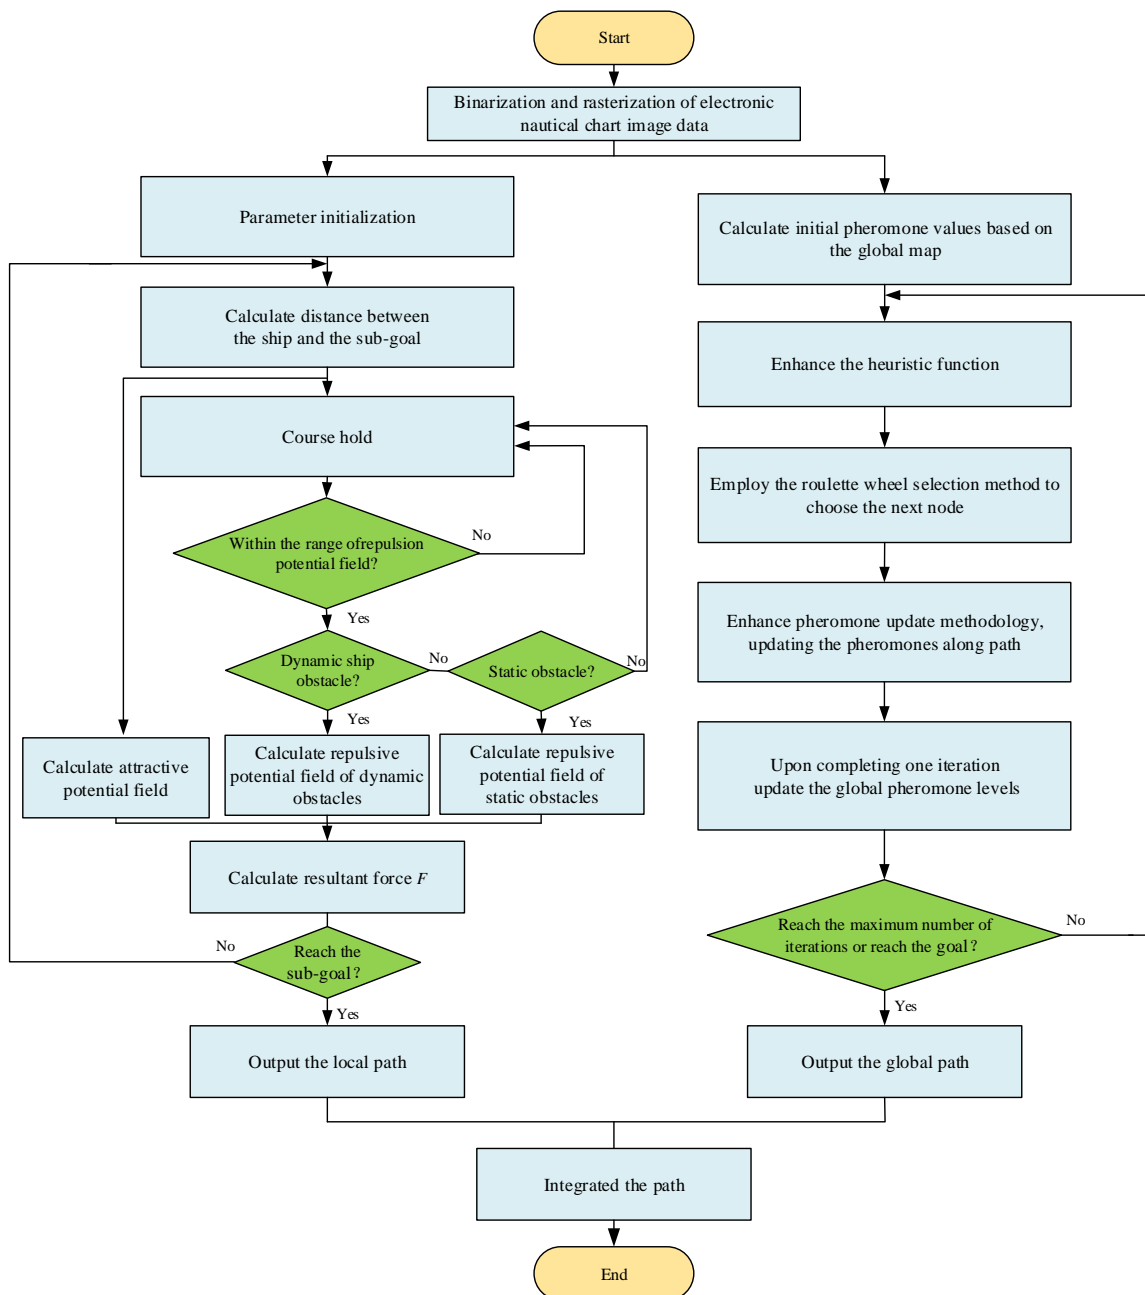 Start
Binarization and rasterization of electronic
nautical chart image data
Parameter initialization
Calculate initial pheromone values based on
the global map
Calculate distance between
the ship and the sub-goal
Enhance the heuristic function
Course hold
Employ the roulette wheel selection method to
choose the next node
Within the range ofrepulsion
potential field?
No
Yes
Enhance pheromone update methodology,
updating the pheromones along path
Dynamic ship
obstacle?
No
Static obstacle?
No
Yes
Yes
Calculate attractive
potential field
Calculate repulsive
potential field of dynamic
obstacles
Calculate repulsive
potential field of
static obstacles
Upon completing one iteration
update the global pheromone levels
Calculate resultant force F
Reach the maximum number of
iterations or reach the goal?
No
No
Reach the
sub-goal?
Yes
Yes
Output the local path
Output the global path
Integrated the path
End